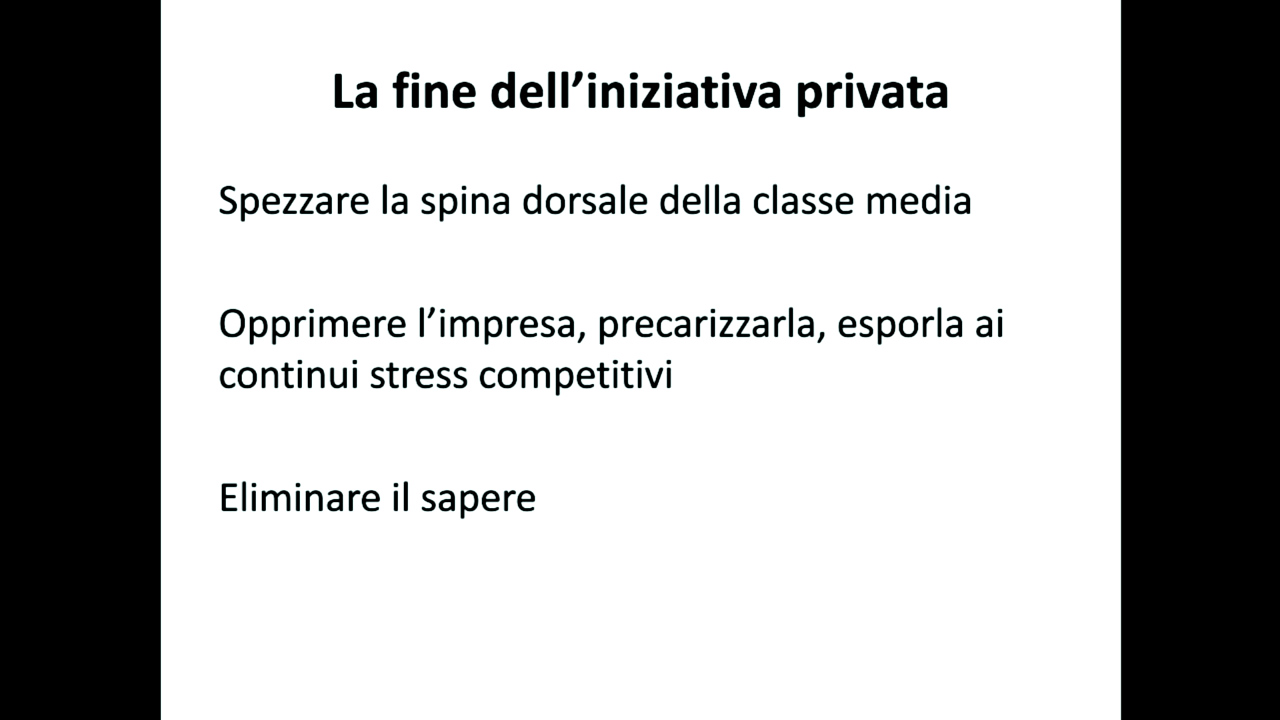 La fine dell’iniziativa privata
Spezzare la spina dorsale della classe media
Opprimere l’impresa, precarizzarla, esporla ai
continui stress competitivi
Eliminare il sapere